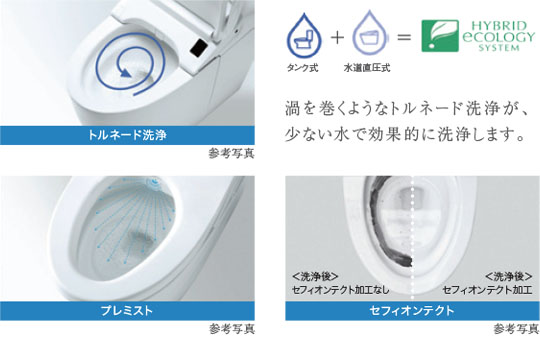 タンク式
+
水道直圧式
=
HYBRID
ecology
SYSTEM
渦を巻くようなトルネード洗浄が、
少ない水で効果的に洗浄します。
トルネード洗浄
参考写真
プレミスト
参考写真
<洗浄後>
セフィオンテクト加工なし
<洗浄後>
セフィオンテクト加工
セフィオンテクト
参考写真